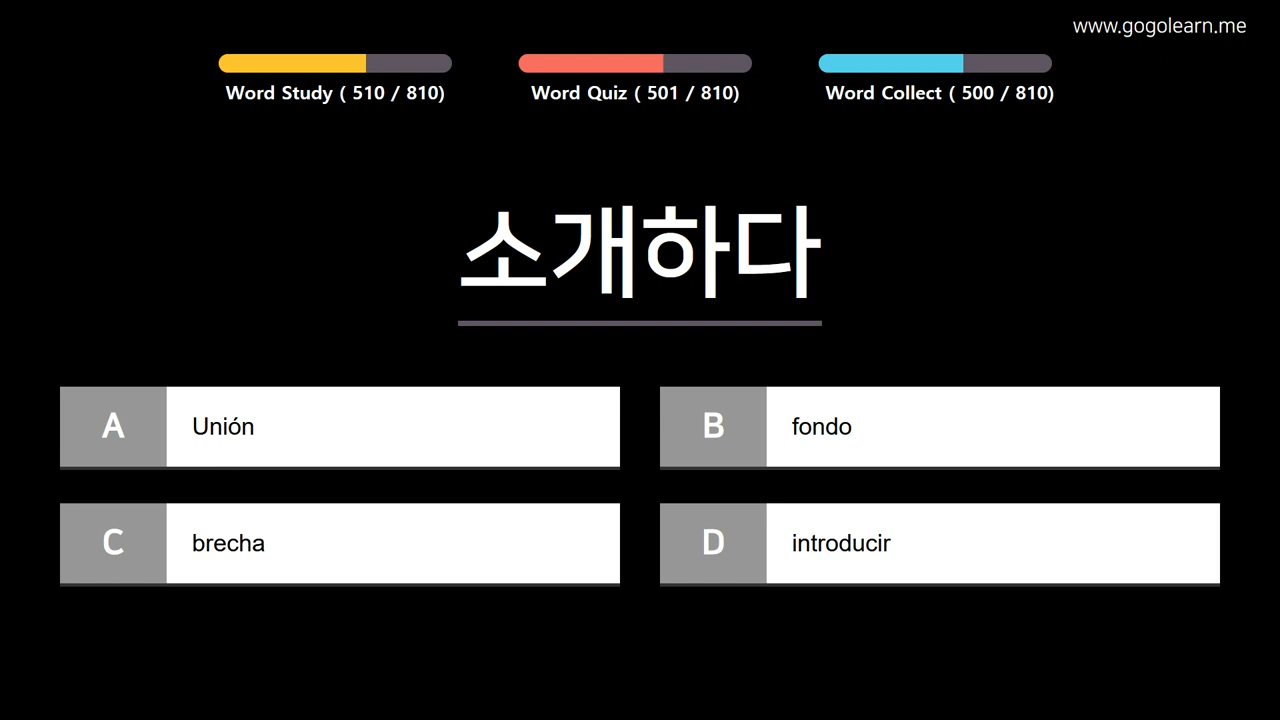 www.gogolearn.me
Word Study ( 510 / 810)
Word Quiz ( 501 / 810)
Word Collect ( 500 / 810)
소개하다
A Unión
B fondo
C brecha
D introducir